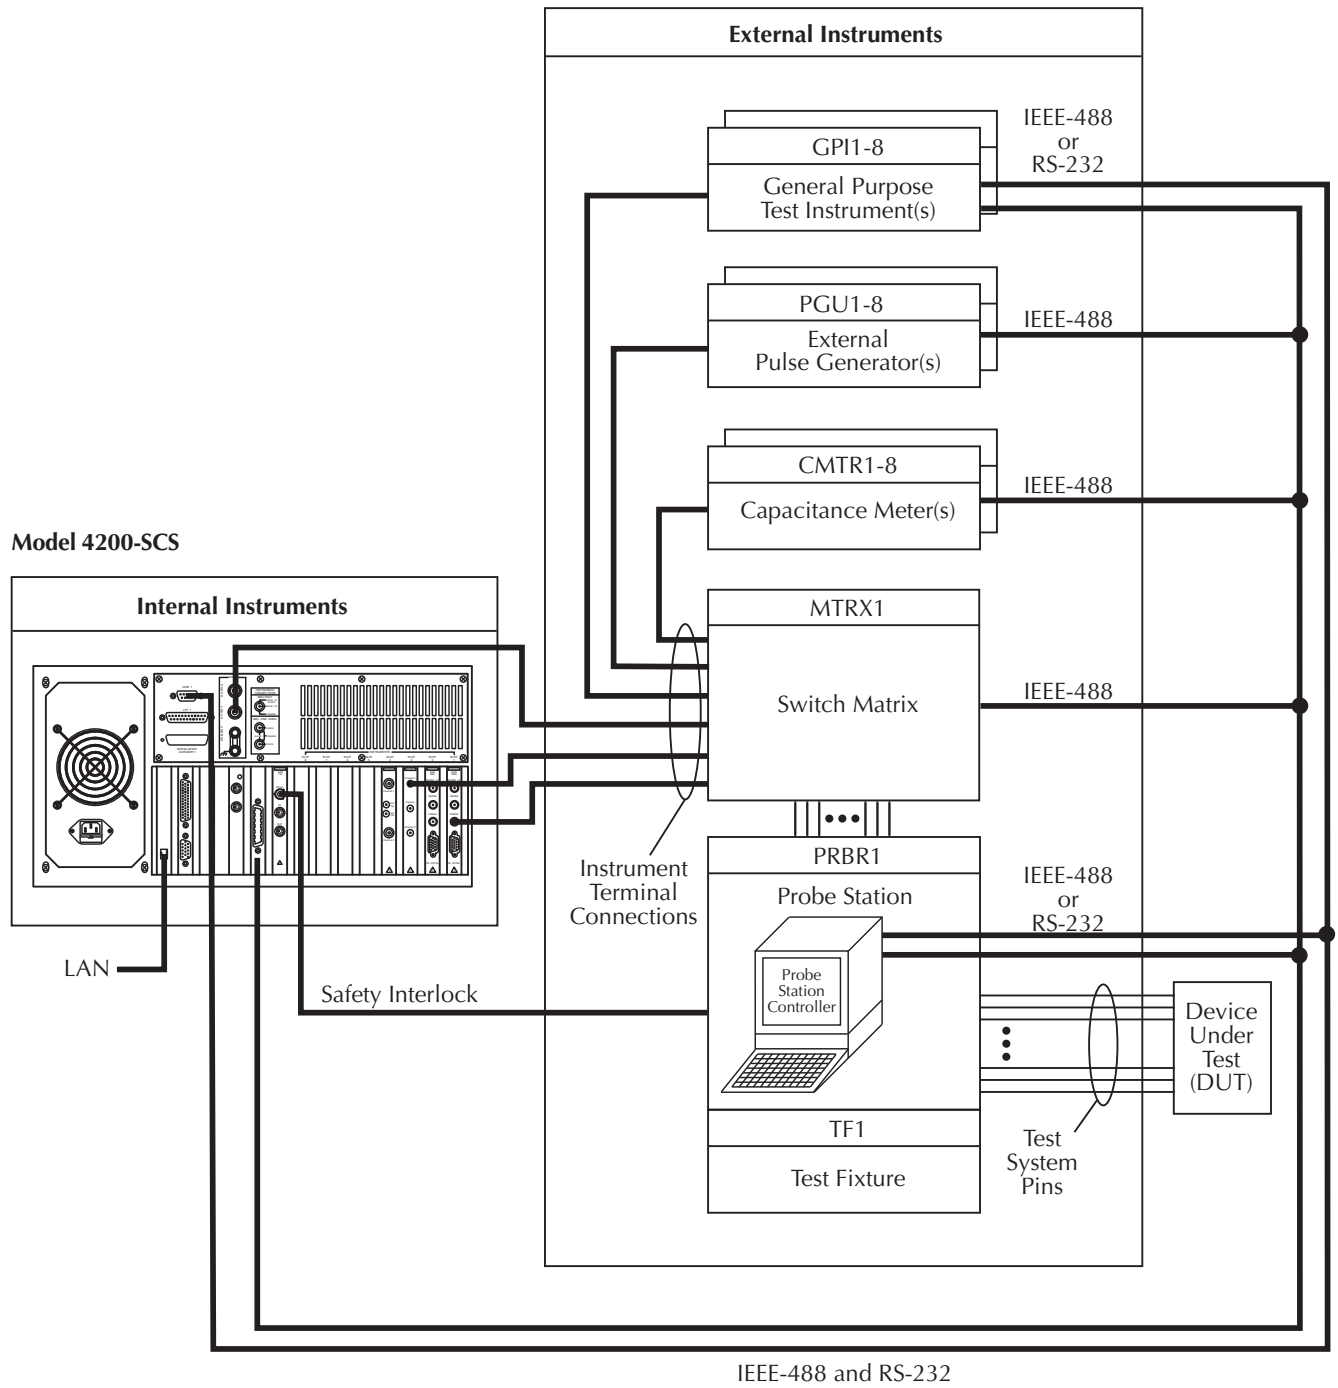 External Instruments
IEEE-488
or
RS-232
GPI1-8
General Purpose
Test Instrument(s)
PGU1-8
External
Pulse Generator(s)
IEEE-488
CMTR1-8
Capacitance Meter(s)
IEEE-488
Model 4200-SCS
Internal Instruments
MTRX1
Switch Matrix
IEEE-488
Instrument
Terminal
Connections
PRBR1
Probe Station
IEEE-488
or
RS-232
Probe
Station
Controller
LAN
Safety Interlock
Device
Under
Test
(DUT)
TF1
Test Fixture
Test
System
Pins
IEEE-488 and RS-232